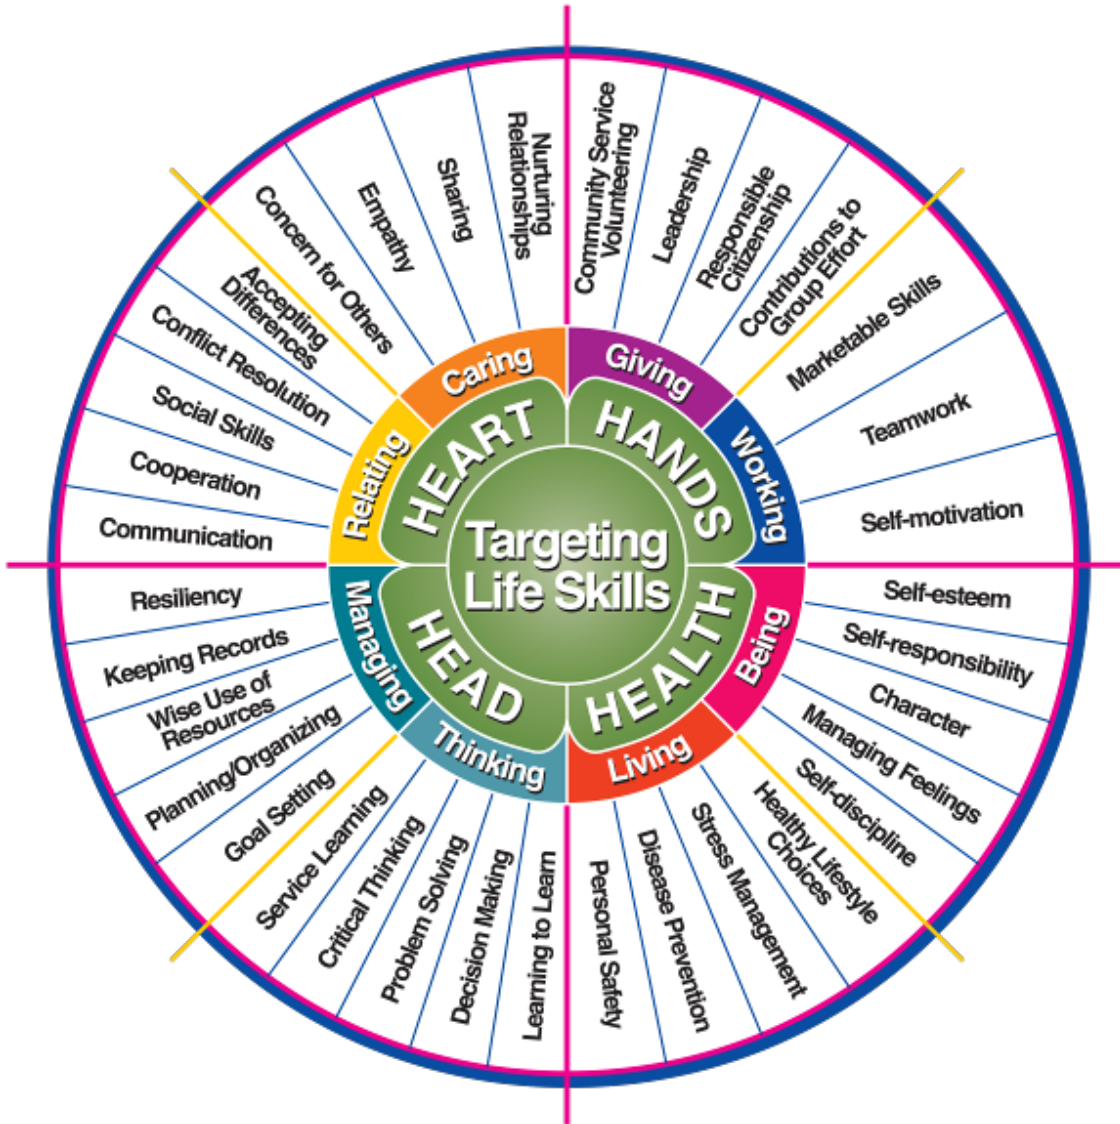 Targeting
Life Skills
HEART
HANDS
HEALTH
HEAD
Caring
Giving
Working
Being
Living
Thinking
Managing
Relating
Nurturing
Relationships
Sharing
Empathy
Concern for Others
Community Service
Volunteering
Leadership
Responsible
Citizenship
Contributions to
Group Effort
Marketable Skills
Teamwork
Self-motivation
Self-esteem
Self-responsibility
Character
Managing Feelings
Self-discipline
Healthy Lifestyle
Choices
Stress Management
Disease Prevention
Personal Safety
Learning to Learn
Decision Making
Problem Solving
Critical Thinking
Service Learning
Goal Setting
Planning/Organizing
Wise Use of
Resources
Keeping Records
Resiliency
Communication
Cooperation
Social Skills
Conflict Resolution
Accepting
Differences